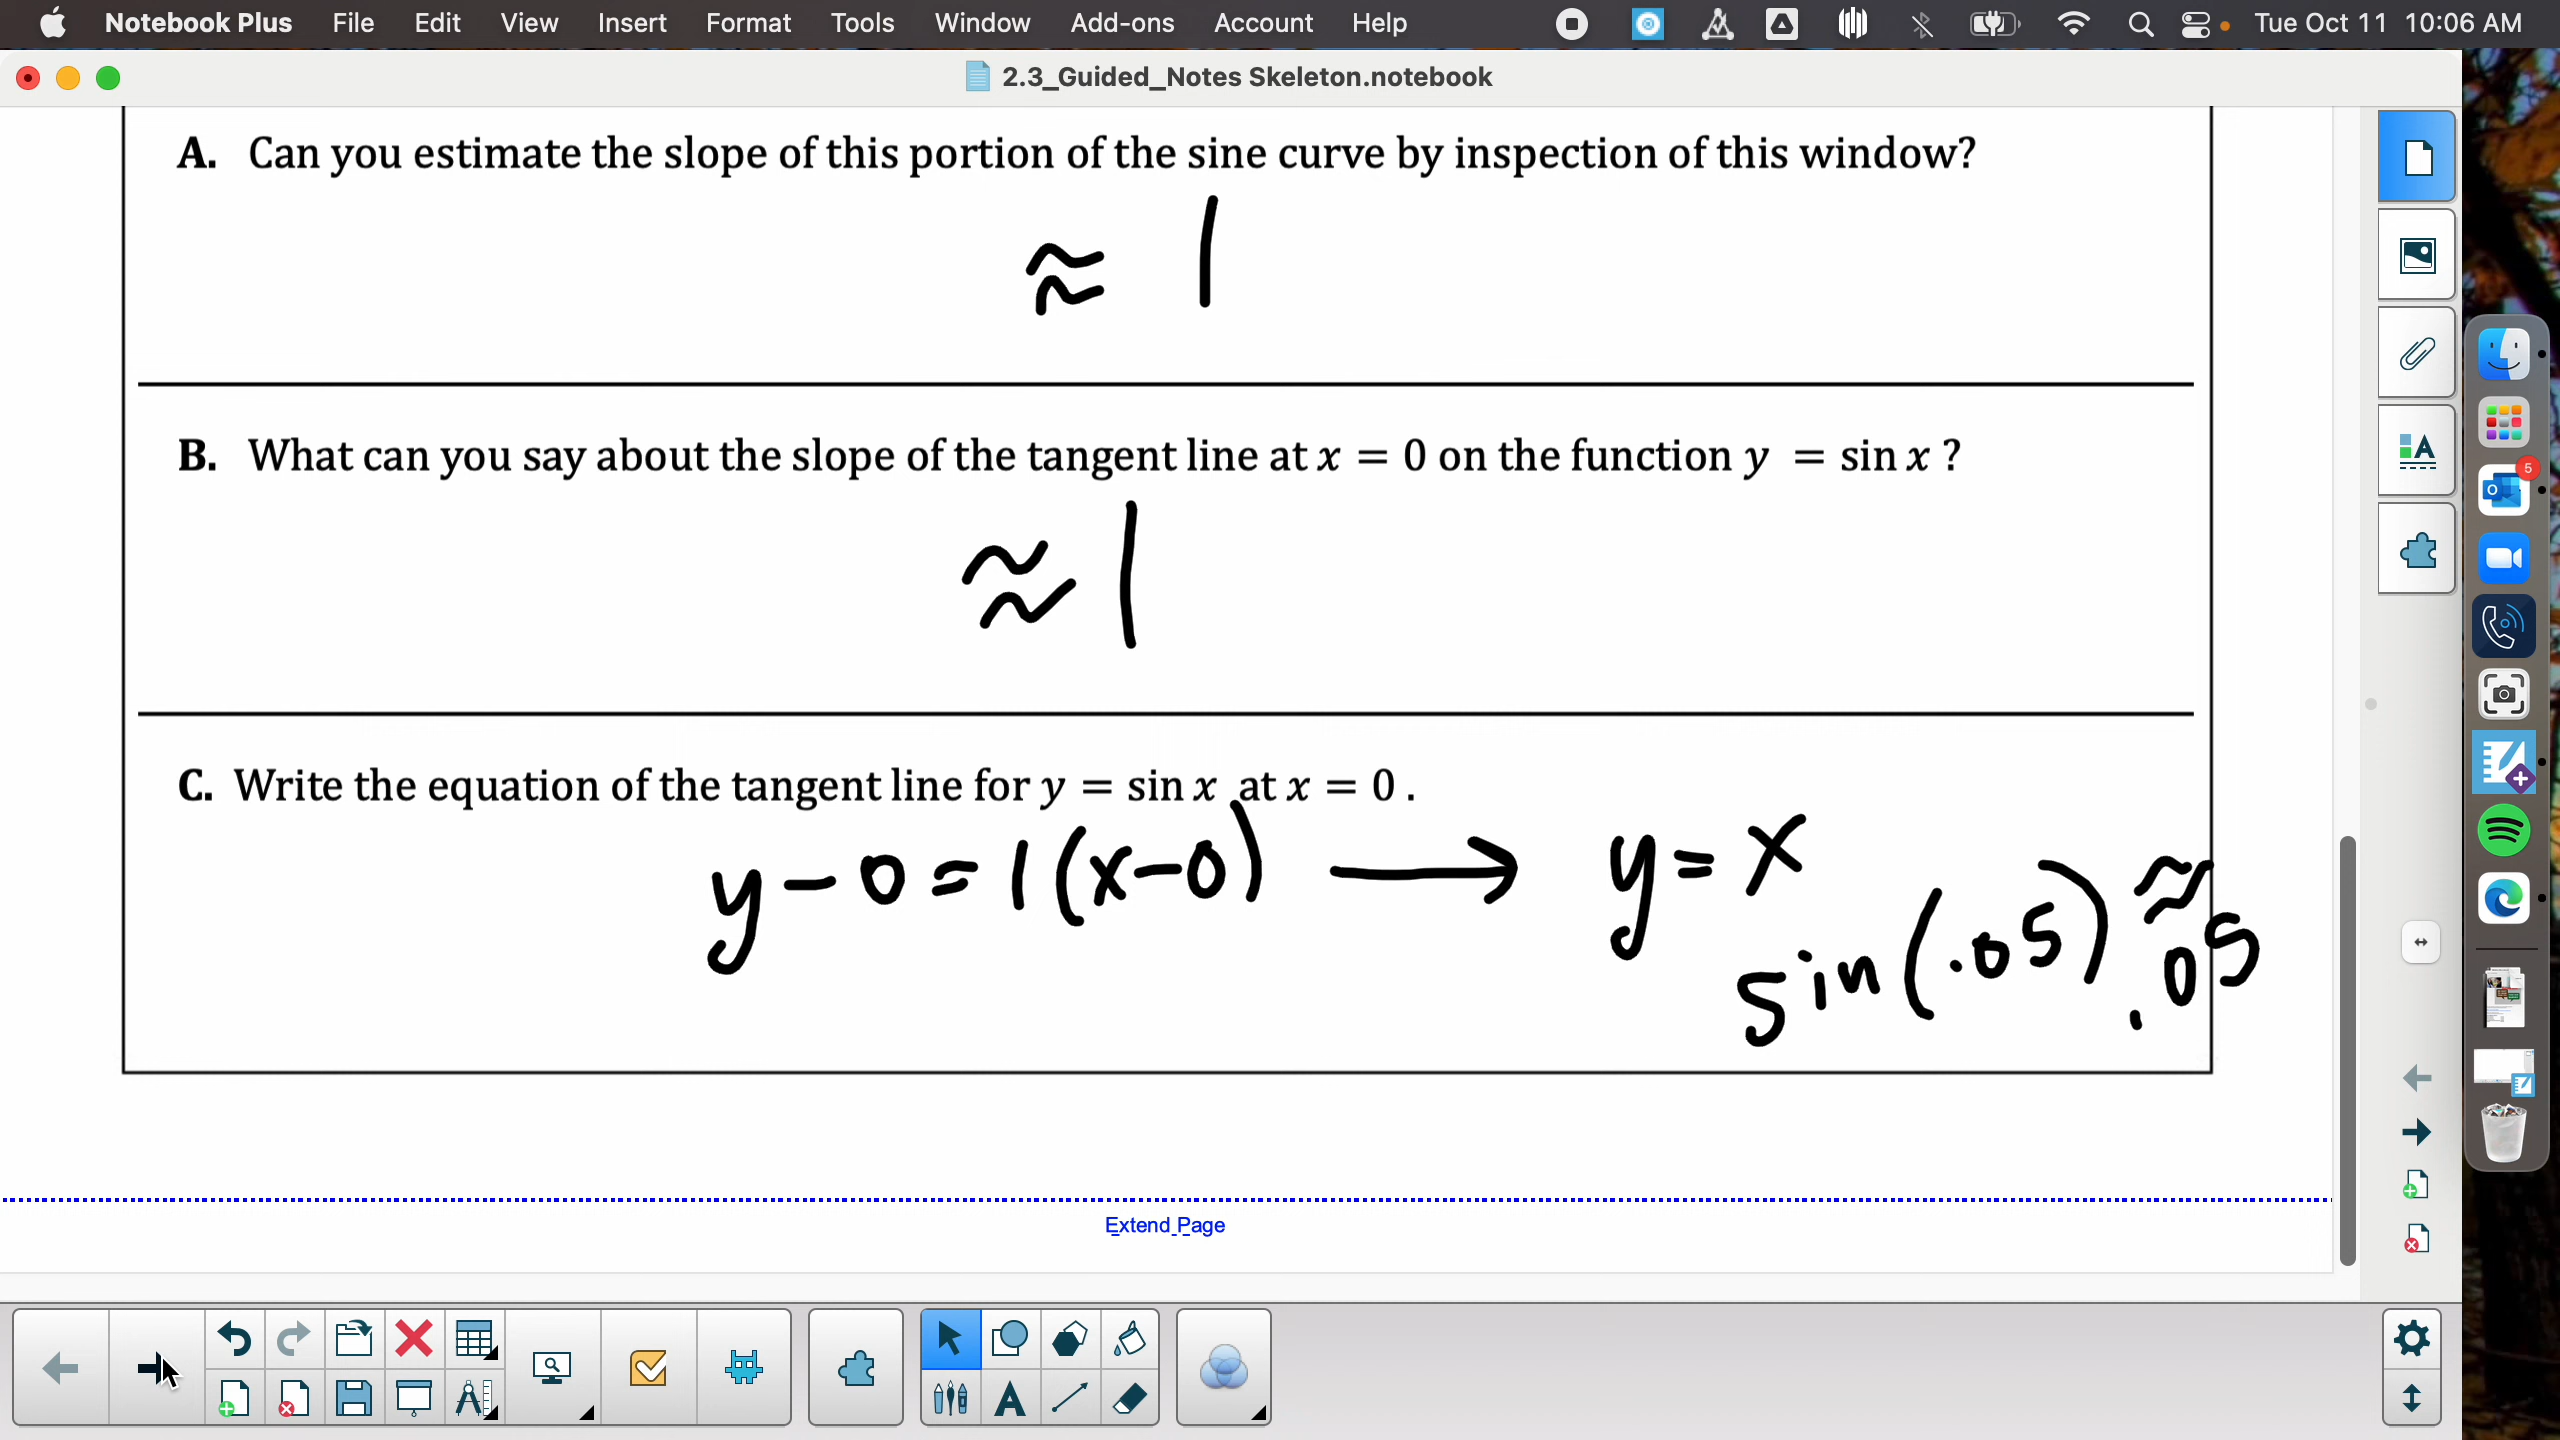 Notebook Plus File Edit View Insert Format Tools Window Add-ons Account Help Tue Oct 11 10:06 AM
2.3_Guided_Notes Skeleton.notebook
A. Can you estimate the slope of this portion of the sine curve by inspection of this window?
≈ 1
B. What can you say about the slope of the tangent line at x = 0 on the function y = sin x ?
≈ 1
C. Write the equation of the tangent line for y = sin x at x = 0 .
y - 0 = 1 (x - 0) → y = x
sin (.05) ≈ .05
Extend Page
A
5
A